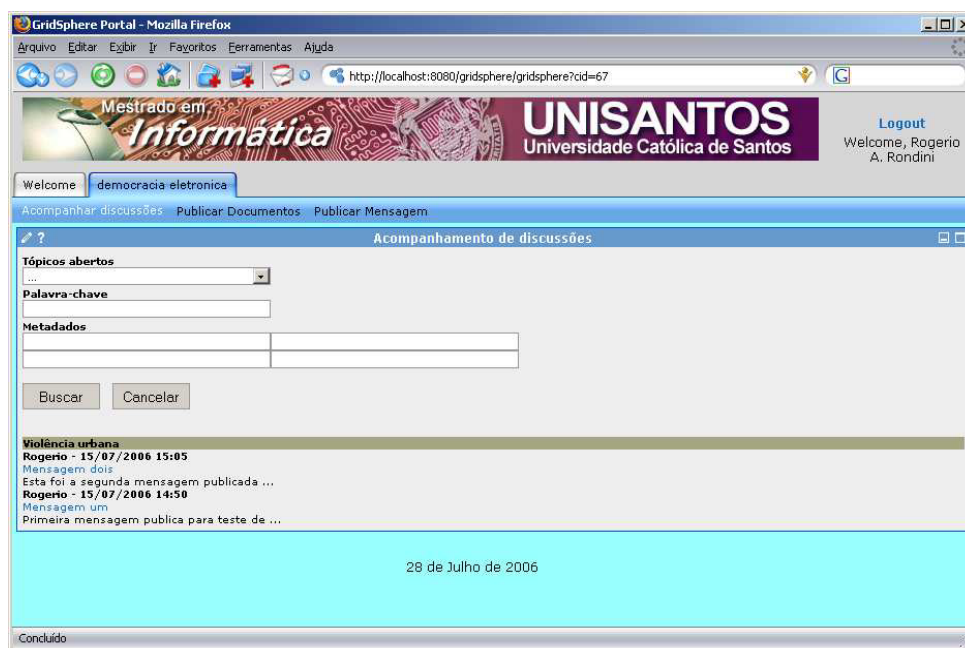 GridSphere Portal - Mozilla Firefox
Arquivo Editar Exibir Ir Favoritos Ferramentas Ajuda
http://localhost:8080/gridsphere/gridsphere?cid=67
G
Mestrado em
Informática
UNISANTOS
Universidade Católica de Santos
Logout
Welcome, Rogerio
A. Rondini
Welcome democracia eletronica
Acompanhar discussões Publicar Documentos Publicar Mensagem
? Acompanhamento de discussões
Tópicos abertos
...
Palavra-chave
Metadados
Buscar Cancelar
Violência urbana
Rogerio - 15/07/2006 15:05
Mensagem dois
Esta foi a segunda mensagem publicada ...
Rogerio - 15/07/2006 14:50
Mensagem um
Primeira mensagem publica para teste de ...
28 de Julho de 2006
Concluído